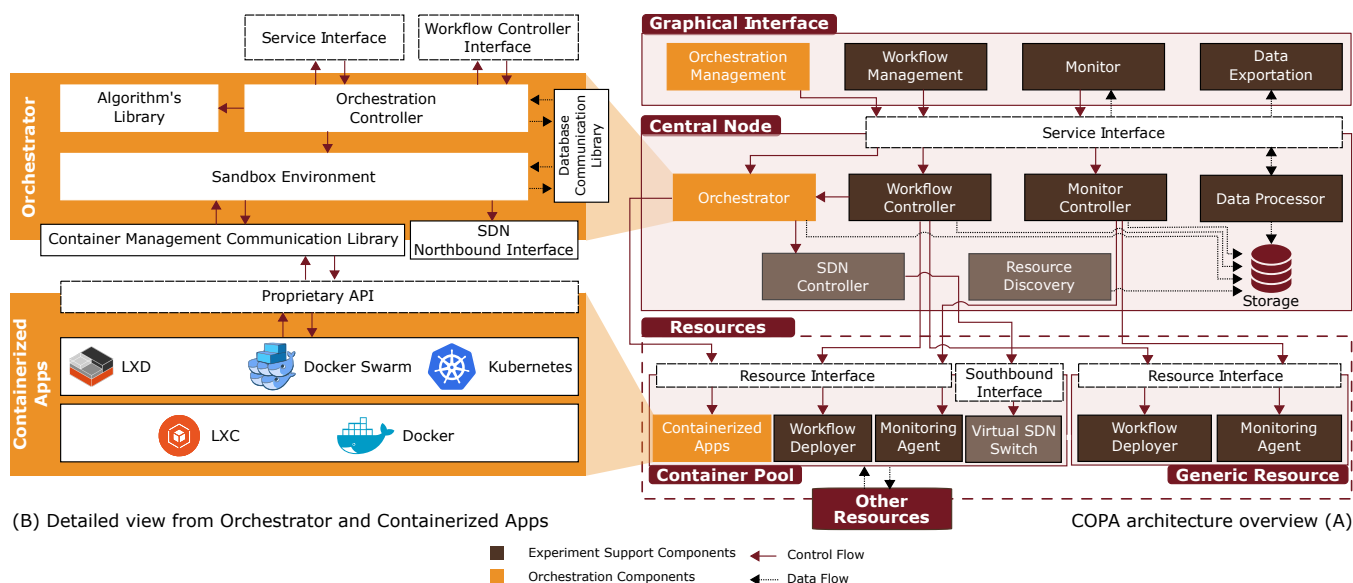 Service Interface
Workflow Controller
Interface
Orchestrator
Algorithm's
Library
Orchestration
Controller
Database
Communication
Library
Sandbox Environment
Container Management Communication Library
SDN
Northbound Interface
Containerized
Apps
Proprietary API
LXD
Docker Swarm
Kubernetes
LXC
Docker
(B) Detailed view from Orchestrator and Containerized Apps
Graphical Interface
Orchestration
Management
Workflow
Management
Monitor
Data
Exportation
Central Node
Service Interface
Orchestrator
Workflow
Controller
Monitor
Controller
Data Processor
SDN
Controller
Resource
Discovery
Storage
Resources
Resource Interface
Southbound
Interface
Resource Interface
Containerized
Apps
Workflow
Deployer
Monitoring
Agent
Virtual SDN
Switch
Workflow
Deployer
Monitoring
Agent
Container Pool
Generic Resource
Other
Resources
COPA architecture overview (A)
Experiment Support Components
Control Flow
Orchestration Components
Data Flow